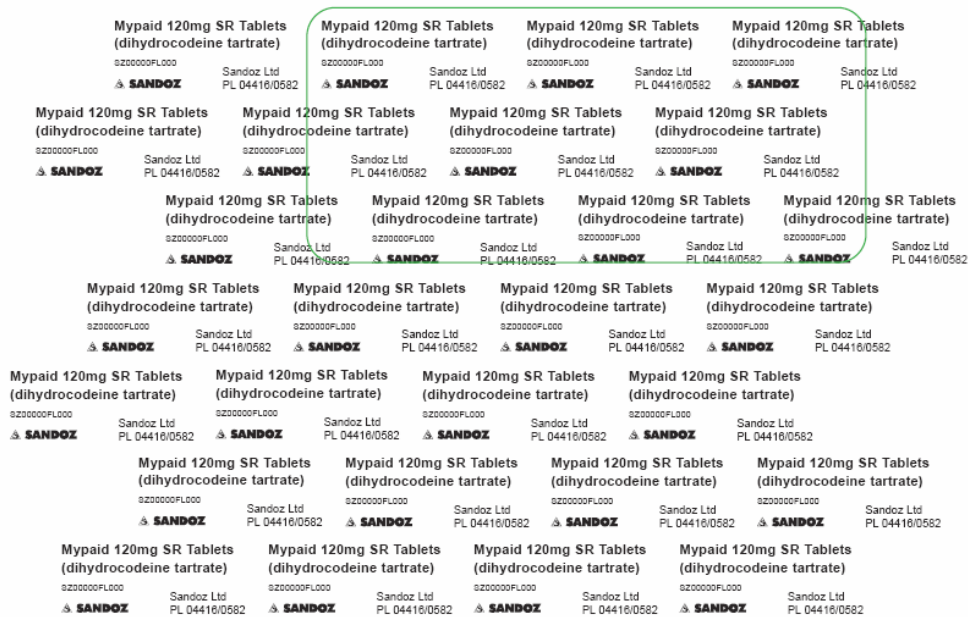 Mypaid 120mg SR Tablets Mypaid 120mg SR Tablets Mypaid 120mg SR Tablets Mypaid 120mg SR Tablets
(dihydrocodeine tartrate) (dihydrocodeine tartrate) (dihydrocodeine tartrate) (dihydrocodeine tartrate)
SZ00000FL000 SZ00000FL000 SZ00000FL000 SZ00000FL000
Sandoz Ltd Sandoz Ltd Sandoz Ltd Sandoz Ltd
SANDOZ PL 04416/0582 SANDOZ PL 04416/0582 SANDOZ PL 04416/0582 SANDOZ PL 04416/0582
Mypaid 120mg SR Tablets Mypaid 120mg SR Tablets Mypaid 120mg SR Tablets Mypaid 120mg SR Tablets
(dihydrocodeine tartrate) (dihydrocodeine tartrate) (dihydrocodeine tartrate) (dihydrocodeine tartrate)
SZ00000FL000 SZ00000FL000 SZ00000FL000 SZ00000FL000
Sandoz Ltd Sandoz Ltd Sandoz Ltd Sandoz Ltd
SANDOZ PL 04416/0582 SANDOZ PL 04416/0582 SANDOZ PL 04416/0582 SANDOZ PL 04416/0582
Mypaid 120mg SR Tablets Mypaid 120mg SR Tablets Mypaid 120mg SR Tablets Mypaid 120mg SR Tablets
(dihydrocodeine tartrate) (dihydrocodeine tartrate) (dihydrocodeine tartrate) (dihydrocodeine tartrate)
SZ00000FL000 SZ00000FL000 SZ00000FL000 SZ00000FL000
Sandoz Ltd Sandoz Ltd Sandoz Ltd Sandoz Ltd
SANDOZ PL 04416/0582 SANDOZ PL 04416/0582 SANDOZ PL 04416/0582 SANDOZ PL 04416/0582
Mypaid 120mg SR Tablets Mypaid 120mg SR Tablets Mypaid 120mg SR Tablets Mypaid 120mg SR Tablets
(dihydrocodeine tartrate) (dihydrocodeine tartrate) (dihydrocodeine tartrate) (dihydrocodeine tartrate)
SZ00000FL000 SZ00000FL000 SZ00000FL000 SZ00000FL000
Sandoz Ltd Sandoz Ltd Sandoz Ltd Sandoz Ltd
SANDOZ PL 04416/0582 SANDOZ PL 04416/0582 SANDOZ PL 04416/0582 SANDOZ PL 04416/0582
Mypaid 120mg SR Tablets Mypaid 120mg SR Tablets Mypaid 120mg SR Tablets Mypaid 120mg SR Tablets
(dihydrocodeine tartrate) (dihydrocodeine tartrate) (dihydrocodeine tartrate) (dihydrocodeine tartrate)
SZ00000FL000 SZ00000FL000 SZ00000FL000 SZ00000FL000
Sandoz Ltd Sandoz Ltd Sandoz Ltd Sandoz Ltd
SANDOZ PL 04416/0582 SANDOZ PL 04416/0582 SANDOZ PL 04416/0582 SANDOZ PL 04416/0582
Mypaid 120mg SR Tablets Mypaid 120mg SR Tablets Mypaid 120mg SR Tablets Mypaid 120mg SR Tablets
(dihydrocodeine tartrate) (dihydrocodeine tartrate) (dihydrocodeine tartrate) (dihydrocodeine tartrate)
SZ00000FL000 SZ00000FL000 SZ00000FL000 SZ00000FL000
Sandoz Ltd Sandoz Ltd Sandoz Ltd Sandoz Ltd
SANDOZ PL 04416/0582 SANDOZ PL 04416/0582 SANDOZ PL 04416/0582 SANDOZ PL 04416/0582
Mypaid 120mg SR Tablets Mypaid 120mg SR Tablets Mypaid 120mg SR Tablets Mypaid 120mg SR Tablets
(dihydrocodeine tartrate) (dihydrocodeine tartrate) (dihydrocodeine tartrate) (dihydrocodeine tartrate)
SZ00000FL000 SZ00000FL000 SZ00000FL000 SZ00000FL000
Sandoz Ltd Sandoz Ltd Sandoz Ltd Sandoz Ltd
SANDOZ PL 04416/0582 SANDOZ PL 04416/0582 SANDOZ PL 04416/0582 SANDOZ PL 04416/0582